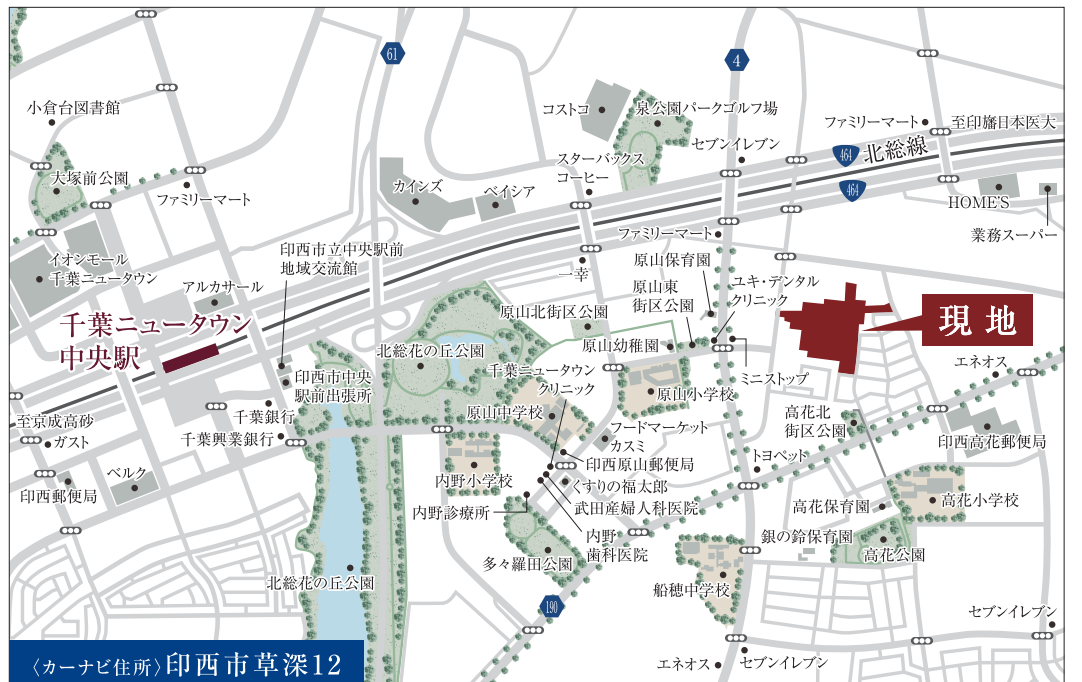 61
4
小倉台図書館
コストコ
泉公園パークゴルフ場
ファミリーマート
至印旛日本医大
セブンイレブン
464
北総線
464
スターバックス
コーヒー
大塚前公園
ファミリーマート
カインズ
ベイシア
HOME'S
業務スーパー
ファミリーマート
印西市立中央駅前
地域交流館
イオンモール
千葉ニュータウン
一幸
原山保育園
原山東
街区公園
ユキ・デンタル
クリニック
アルカサール
原山北街区公園
現地
千葉ニュータウン
中央駅
北総花の丘公園
原山幼稚園
ミニストップ
エネオス
千葉ニュータウン
クリニック
印西市中央
駅前出張所
原山小学校
千葉銀行
原山中学校
高花北
街区公園
至京成高砂
ガスト
千葉興業銀行
フードマーケット
カスミ
印西高花郵便局
印西原山郵便局
トヨペット
ベルク
印西郵便局
内野小学校
くすりの福太郎
武田産婦人科医院
内野診療所
高花保育園
高花小学校
内野
歯科医院
銀の鈴保育園
高花公園
多々羅田公園
北総花の丘公園
船穂中学校
190
セブンイレブン
エネオス
セブンイレブン
〈カーナビ住所〉印西市草深12